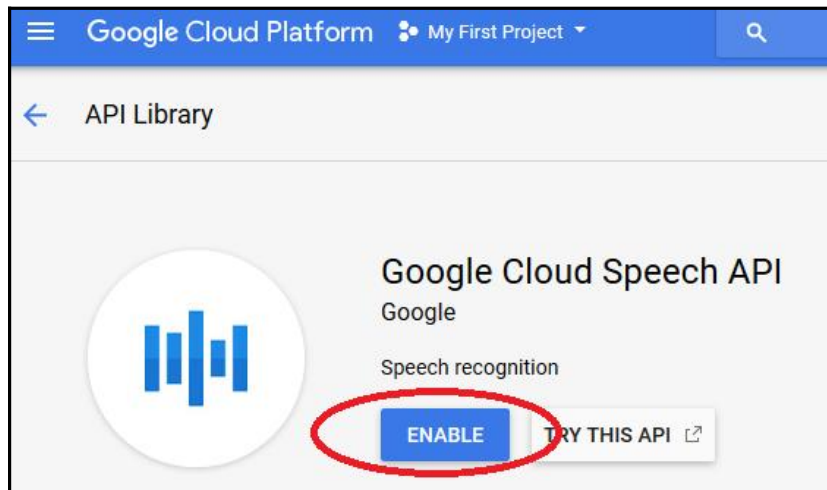 Google Cloud Platform My First Project
API Library
Google Cloud Speech API
Google
Speech recognition
ENABLE TRY THIS API